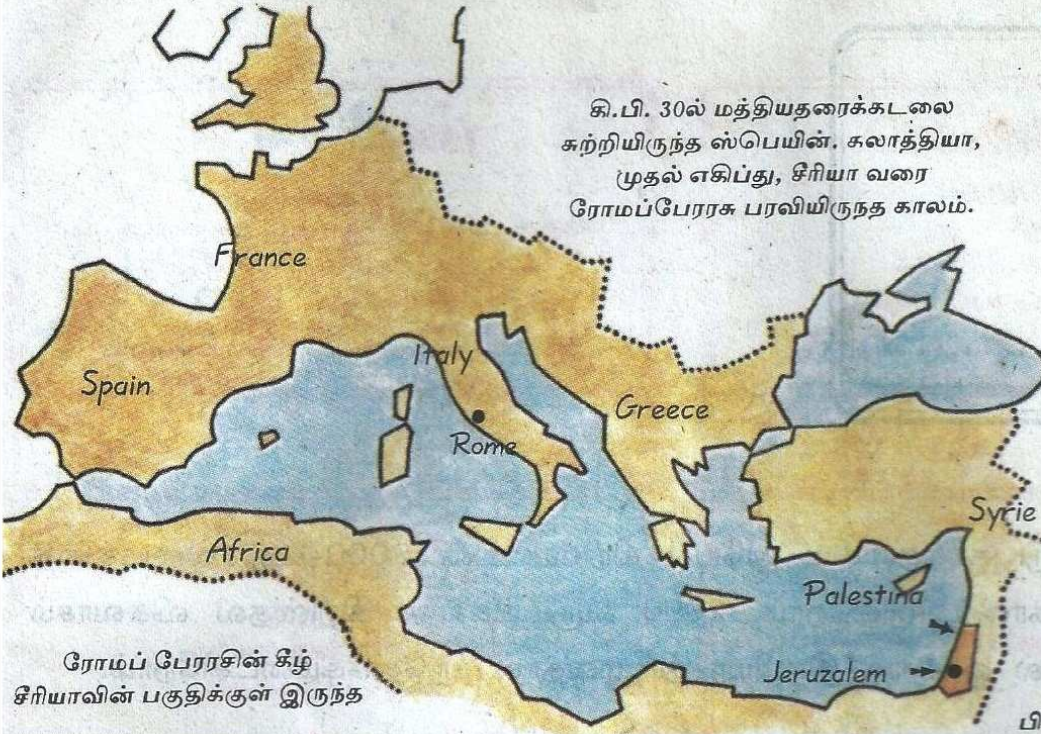 கி.பி. 30ல் மத்தியதரைக்கடலை
சுற்றியிருந்த ஸ்பெயின். கலாத்தியா,
முதல் எகிப்து, சீரியா வரை
ரோமப்பேரரசு பரவியிருநத காலம்.
France
Italy
Spain
Greece
Rome
Syrie
Africa
Palestina
Jeruzalem
ரோமப் பேரரசின் கீழ்
சீரியாவின் பகுதிக்குள் இருந்த